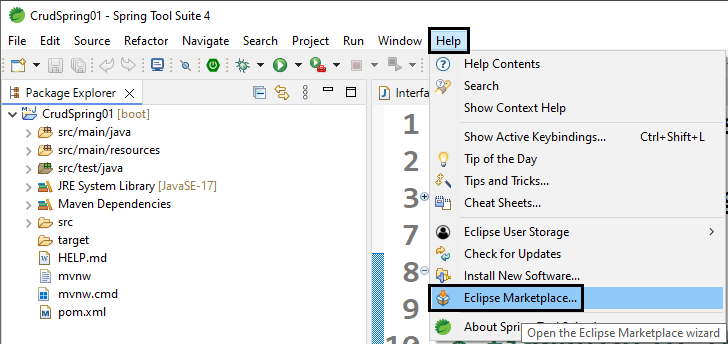 CrudSpring01 - Spring Tool Suite 4
File Edit Source Refactor Navigate Search Project Run Window Help
Package Explorer
CrudSpring01 [boot]
src/main/java
src/main/resources
src/test/java
JRE System Library [JavaSE-17]
Maven Dependencies
src
target
HELP.md
mvnw
mvnw.cmd
pom.xml
Interfa
1
2
3
7
8
9
Help Contents
Search
Show Context Help
Show Active Keybindings... Ctrl+Shift+L
Tip of the Day
Tips and Tricks...
Cheat Sheets...
Eclipse User Storage
Check for Updates
Install New Software...
Eclipse Marketplace...
About Spring
Open the Eclipse Marketplace wizard